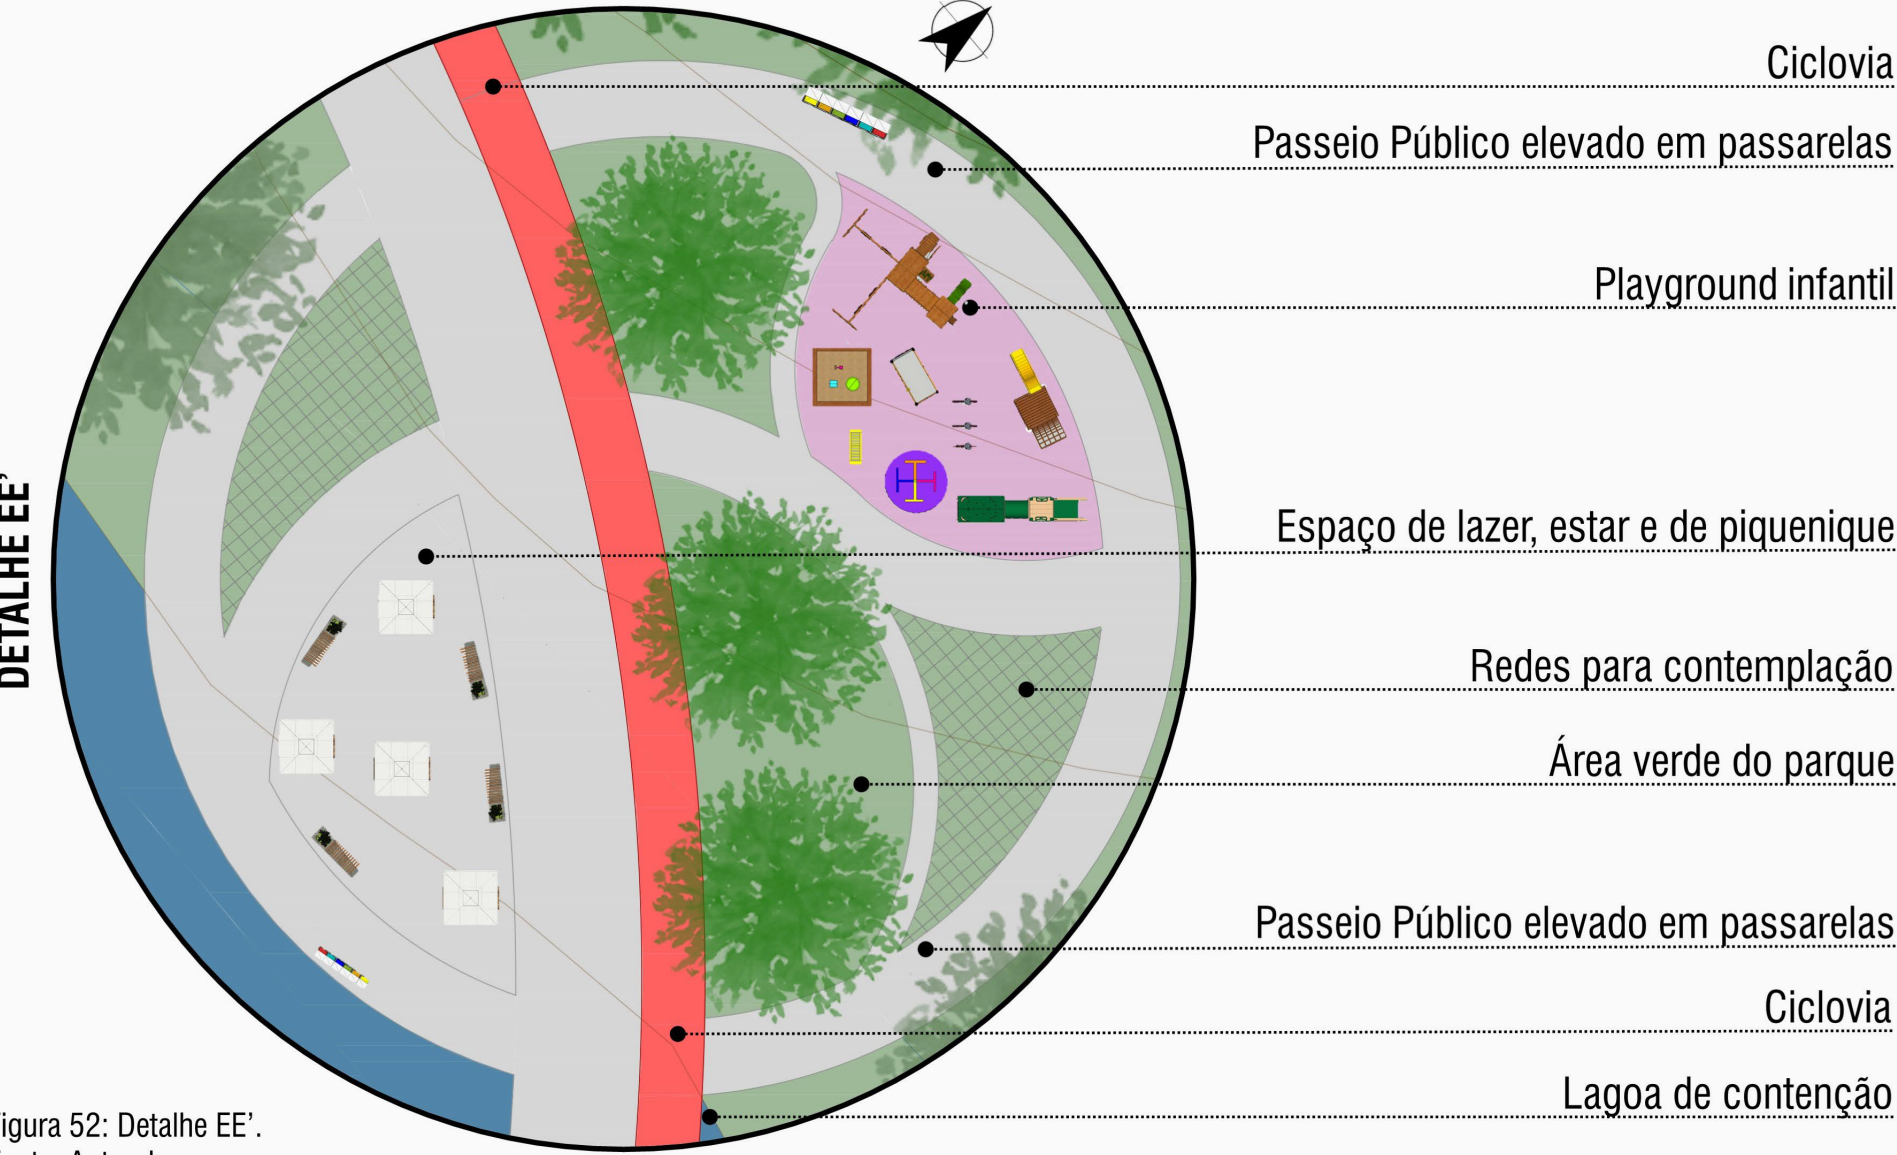 Ciclovia
Passeio Público elevado em passarelas
Playground infantil
Espaço de lazer, estar e de piquenique
Redes para contemplação
Área verde do parque
Passeio Público elevado em passarelas
Ciclovia
Lagoa de contenção
DETALHE EE’
igura 52: Detalhe EE’.